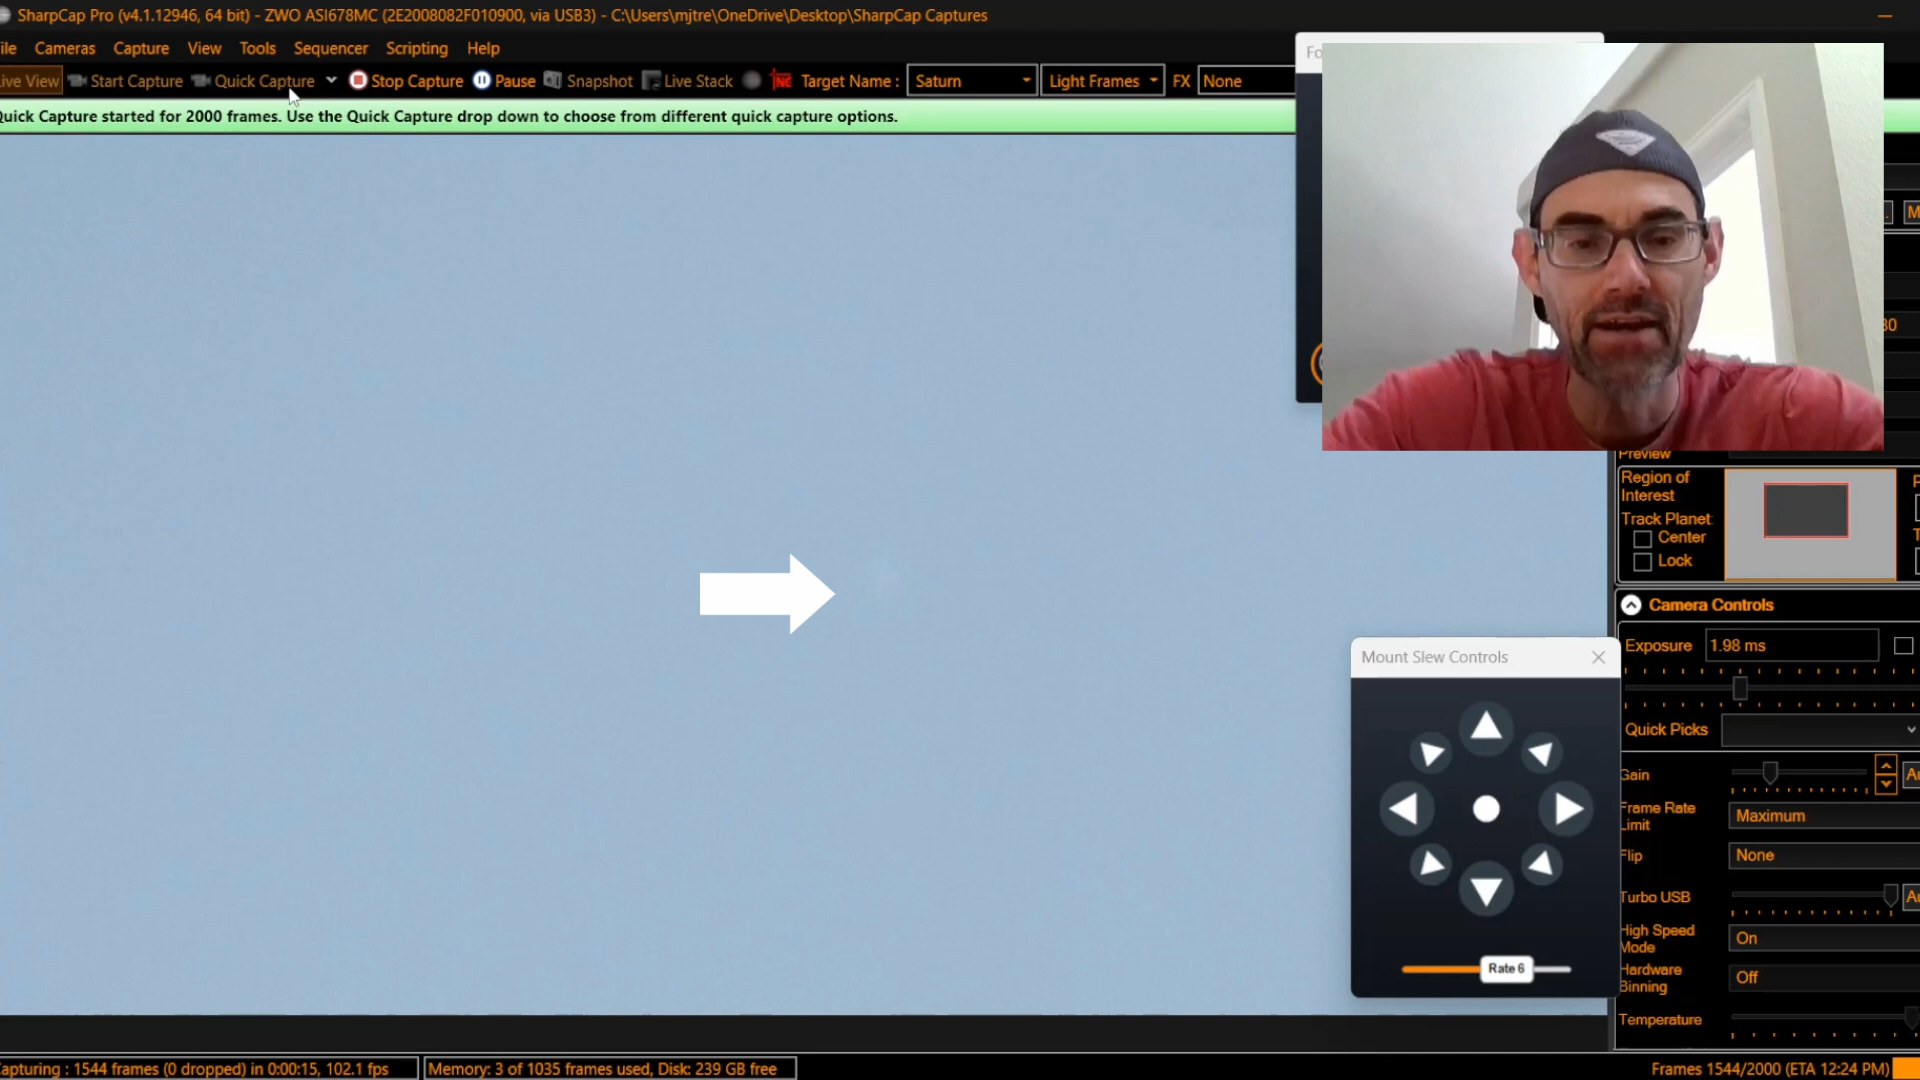 SharpCap Pro (v4.1.12946, 64 bit) - ZWO ASI678MC (2E2008082F010900, via USB3) - C:\Users\mjtre\OneDrive\Desktop\SharpCap Captures
ile Cameras Capture View Tools Sequencer Scripting Help
ive View Start Capture Quick Capture Stop Capture Pause Snapshot Live Stack Target Name : Saturn Light Frames FX None
Quick Capture started for 2000 frames. Use the Quick Capture drop down to choose from different quick capture options.
Fo
M
30
Preview
Region of
Interest
Track Planet:
Center
Lock
Camera Controls
Exposure 1.98 ms
Quick Picks
Gain Au
Frame Rate
Limit Maximum
Flip None
Turbo USB Au
High Speed
Mode On
Hardware
Binning Off
Temperature
Mount Slew Controls
Rate 6
Capturing : 1544 frames (0 dropped) in 0:00:15, 102.1 fps
Memory: 3 of 1035 frames used, Disk: 239 GB free
Frames 1544/2000 (ETA 12:24 PM)